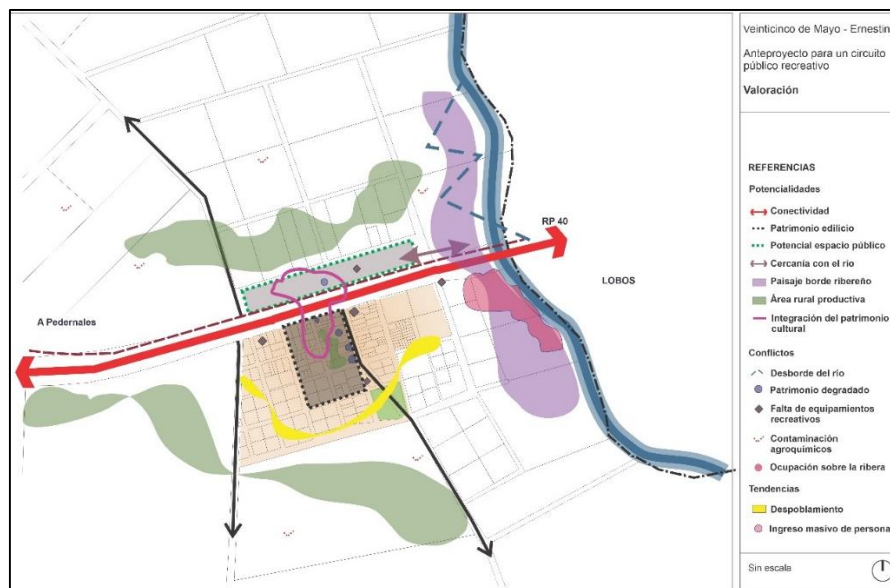 Veinticinco de Mayo - Ernestin
Anteproyecto para un circuito
público recreativo
Valoración
REFERENCIAS
Potencialidades
Conectividad
Patrimonio edilicio
Potencial espacio público
Cercanía con el rio
Paisaje borde ribereño
Área rural productiva
Integración del patrimonio
cultural
Conflictos
Desborde del río
Patrimonio degradado
Falta de equipamientos
recreativos
Contaminación
agroquímicos
Ocupación sobre la ribera
Tendencias
Despoblamiento
Ingreso masivo de persona
Sin escala
RP 40
LOBOS
A Pedernales